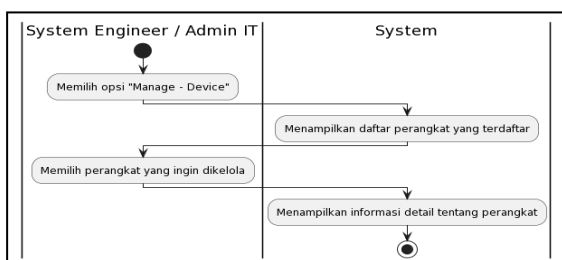 System Engineer / Admin IT
System
Memilih opsi "Manage - Device"
Menampilkan daftar perangkat yang terdaftar
Memilih perangkat yang ingin dikelola
Menampilkan informasi detail tentang perangkat